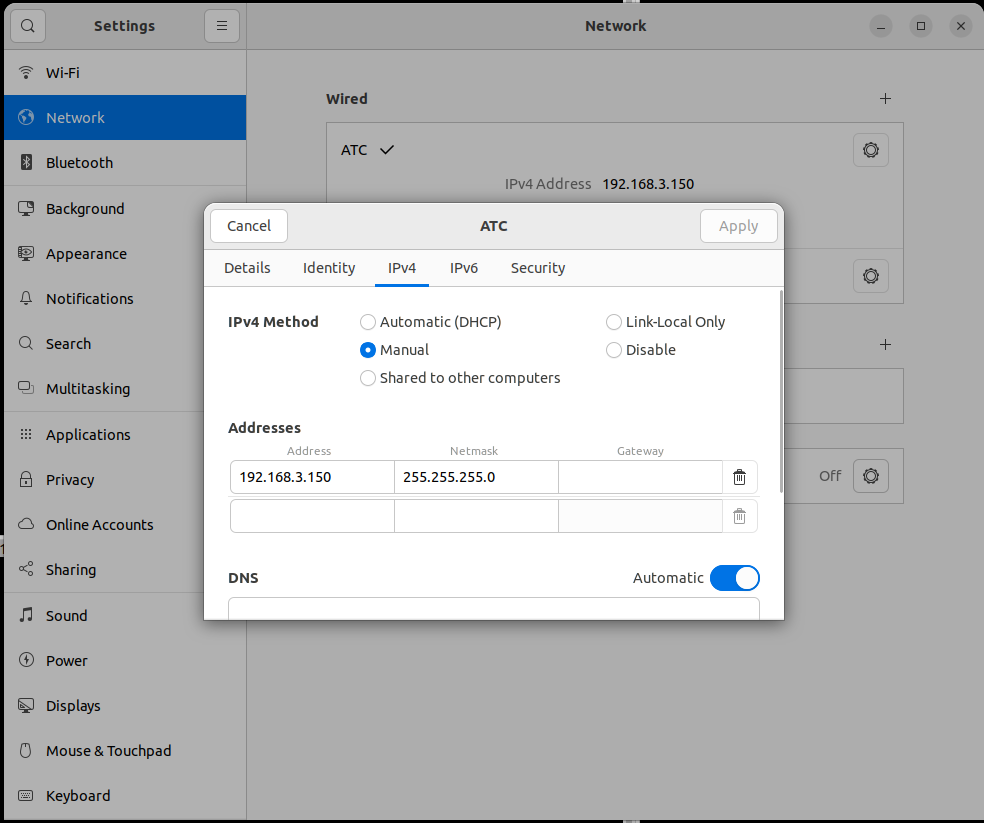 Settings
Network
Wi-Fi
Network
Bluetooth
Background
Appearance
Notifications
Search
Multitasking
Applications
Privacy
Online Accounts
Sharing
Sound
Power
Displays
Mouse & Touchpad
Keyboard
Wired
ATC
IPv4 Address 192.168.3.150
Off
Cancel
ATC
Apply
Details Identity IPv4 IPv6 Security
IPv4 Method
Automatic (DHCP)
Link-Local Only
Manual
Disable
Shared to other computers
Addresses
Address Netmask Gateway
192.168.3.150 255.255.255.0
DNS
Automatic